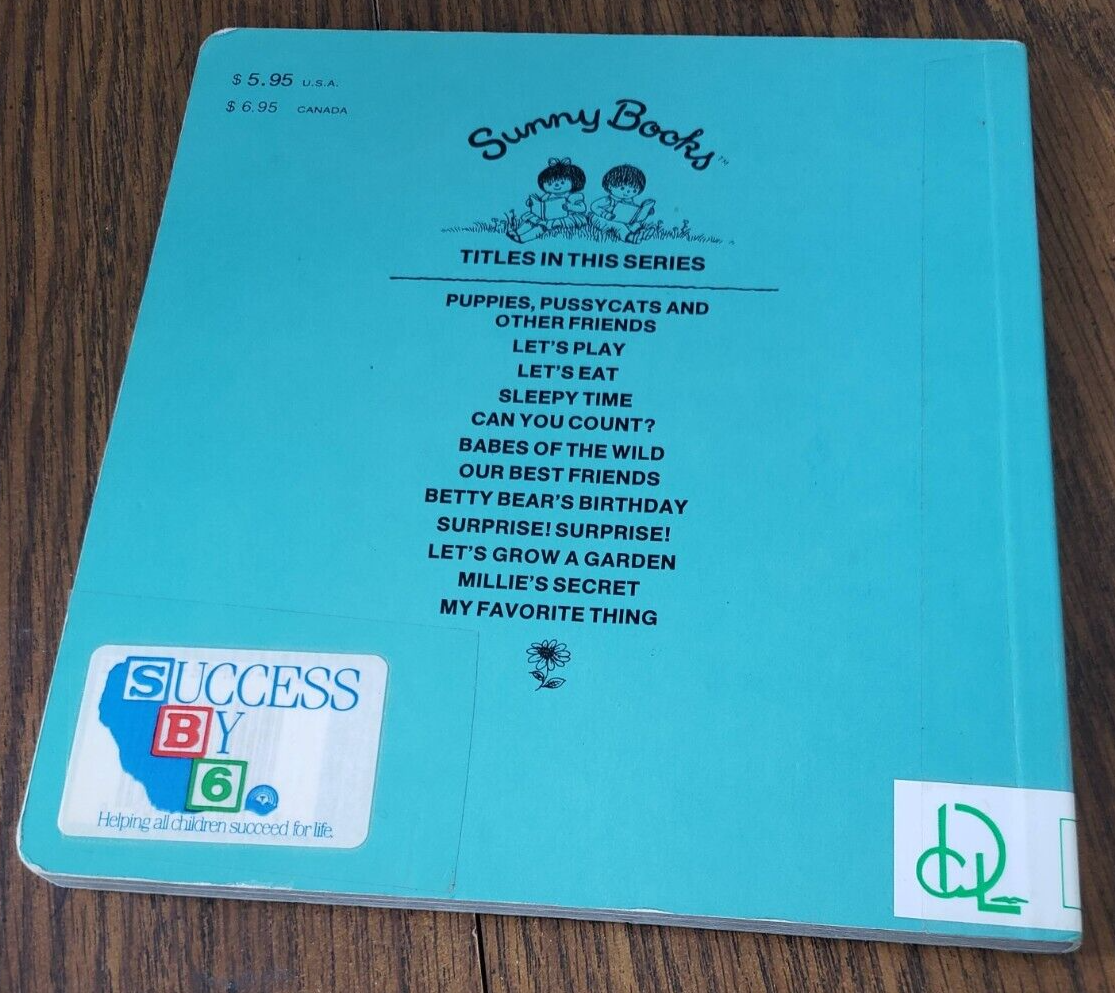 $ 5.95 U.S.A.
$ 6.95 CANADA
Sunny Books™
TITLES IN THIS SERIES
PUPPIES, PUSSYCATS AND
OTHER FRIENDS
LET'S PLAY
LET'S EAT
SLEEPY TIME
CAN YOU COUNT?
BABES OF THE WILD
OUR BEST FRIENDS
BETTY BEAR'S BIRTHDAY
SURPRISE! SURPRISE!
LET'S GROW A GARDEN
MILLIE'S SECRET
MY FAVORITE THING
SUCCESS
BY
6
Helping all children succeed for life.